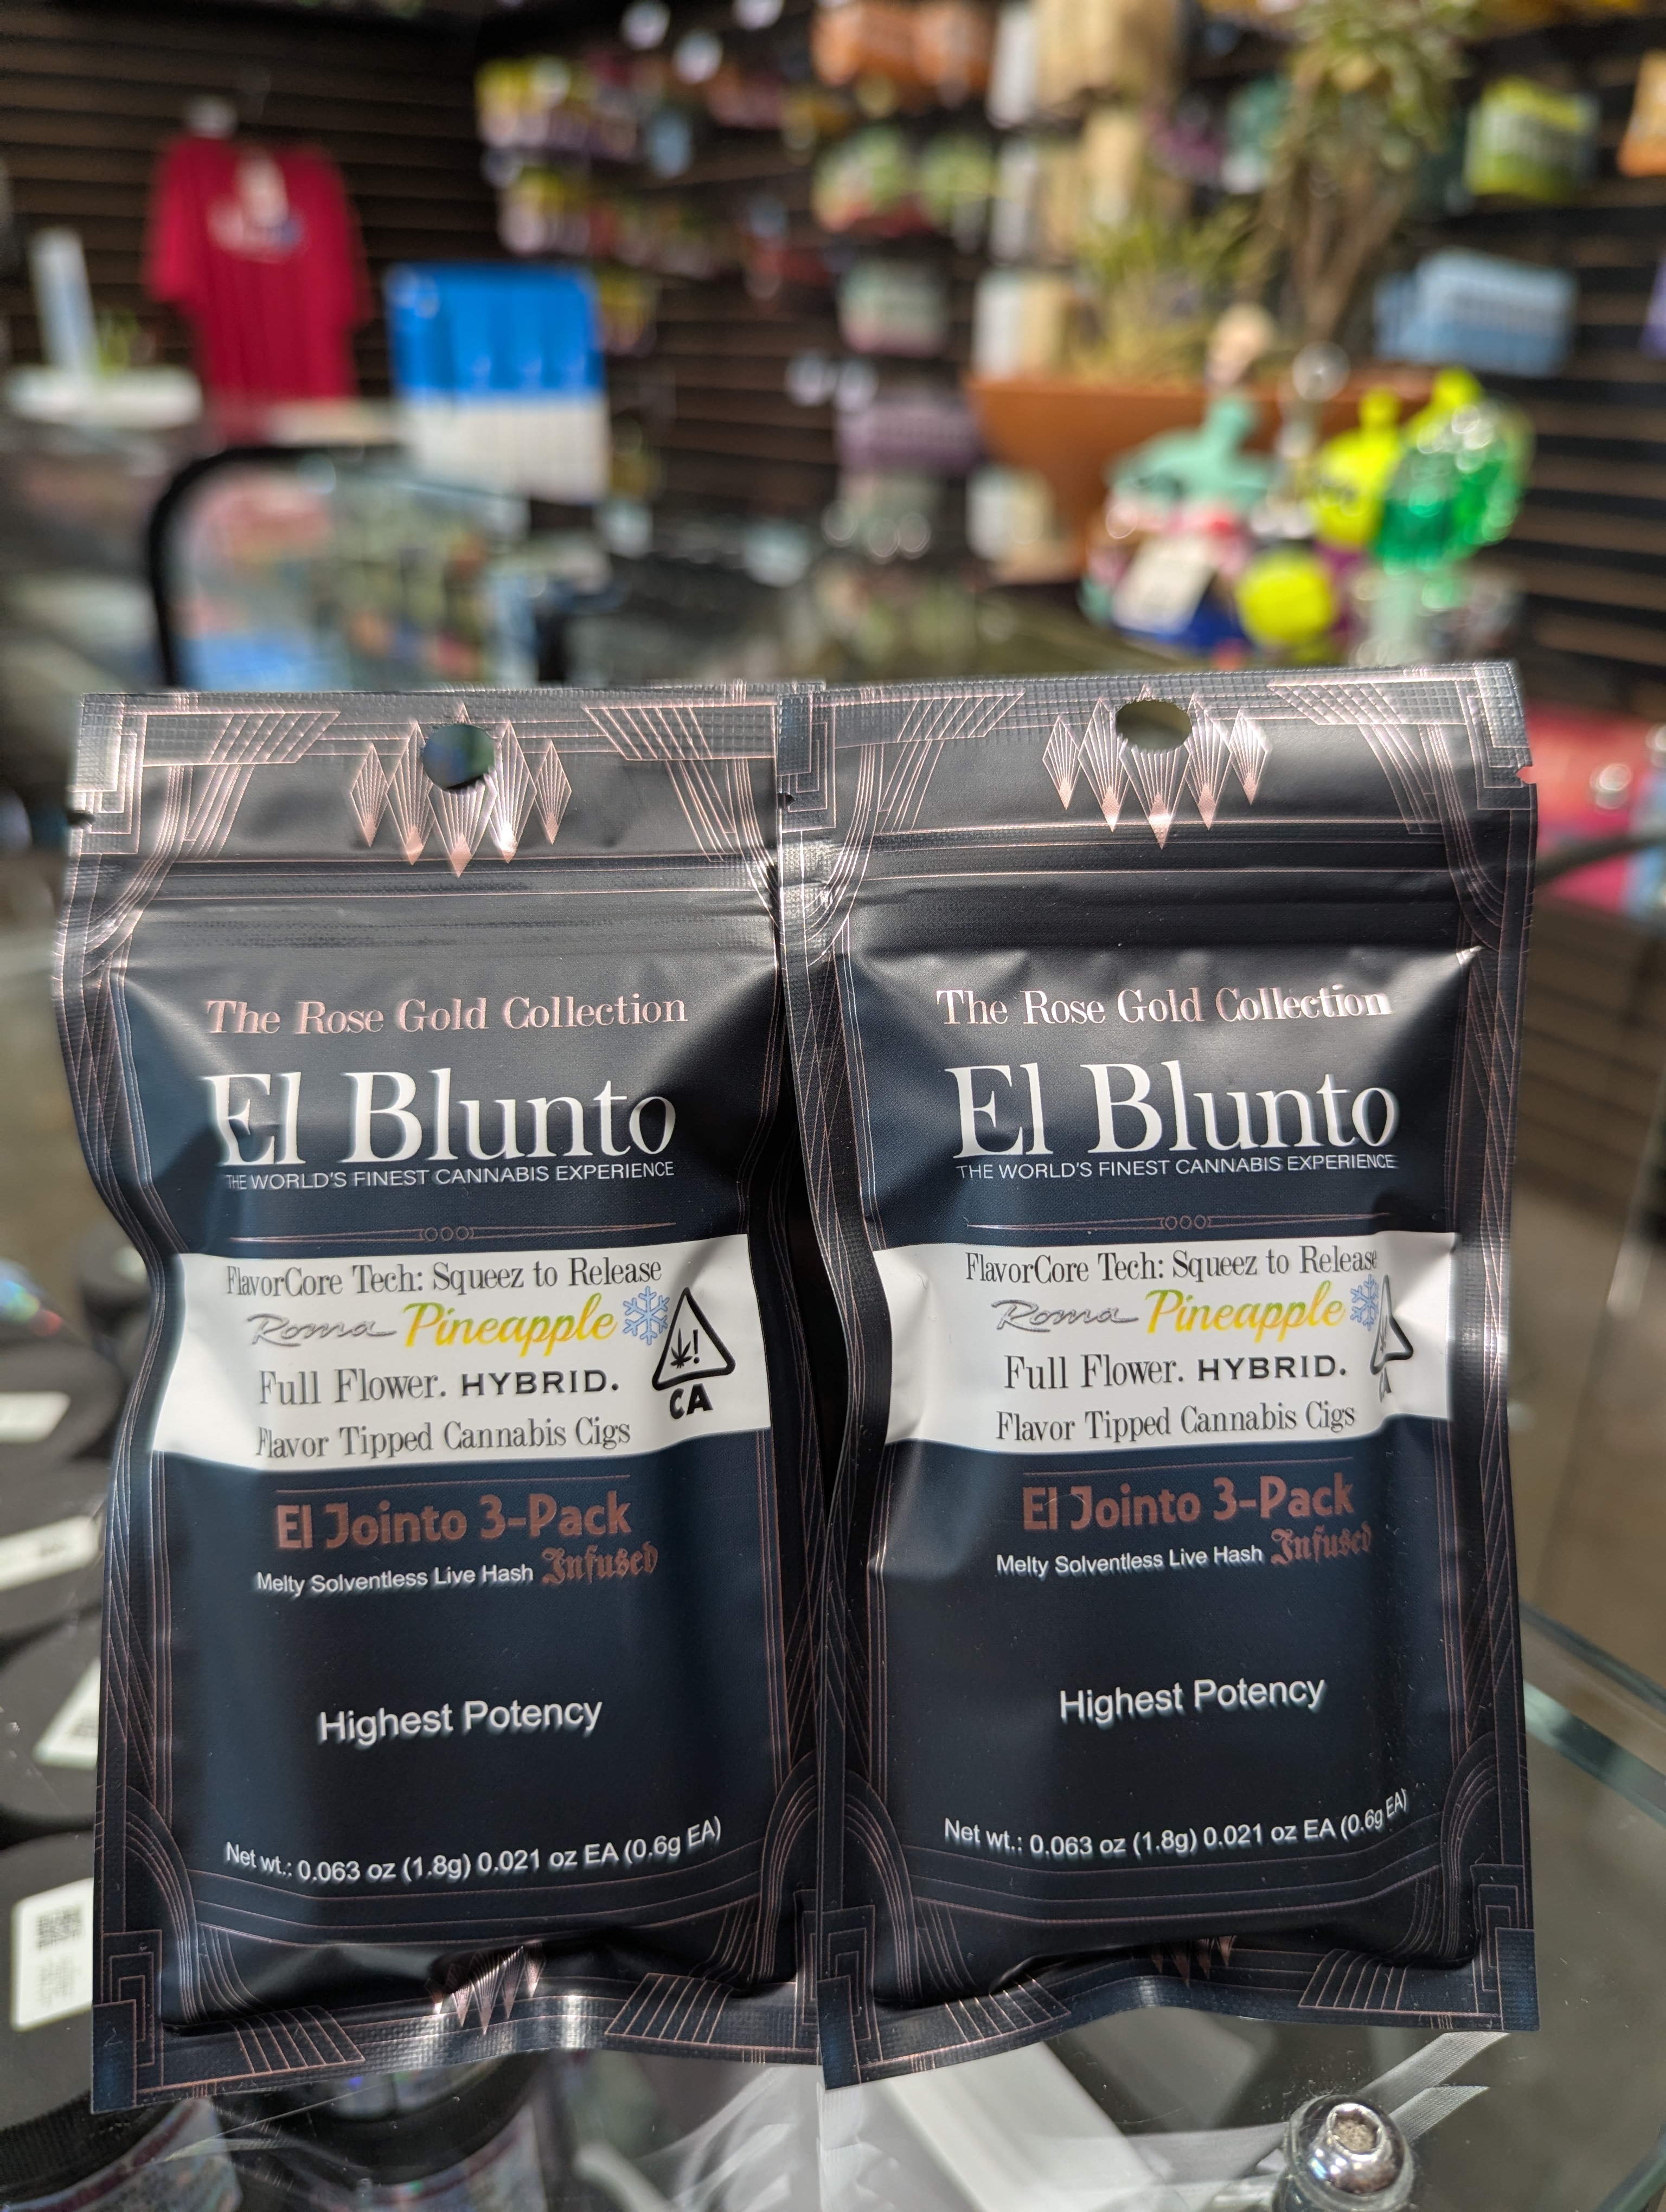 The Rose Gold Collection
El Blunto
THE WORLD'S FINEST CANNABIS EXPERIENCE
FlavorCore Tech: Squeez to Release
Roma Pineapple
Full Flower. HYBRID.
CA
Flavor Tipped Cannabis Cigs
El Jointo 3-Pack
Melty Solventless Live Hash Infused
Highest Potency
Net wt.: 0.063 oz (1.8g) 0.021 oz EA (0.6g EA)
The Rose Gold Collection
El Blunto
THE WORLD'S FINEST CANNABIS EXPERIENCE
FlavorCore Tech: Squeez to Release
Roma Pineapple
Full Flower. HYBRID.
Flavor Tipped Cannabis Cigs
El Jointo 3-Pack
Melty Solventless Live Hash Infused
Highest Potency
Net wt.: 0.063 oz (1.8g) 0.021 oz EA (0.6g EA)